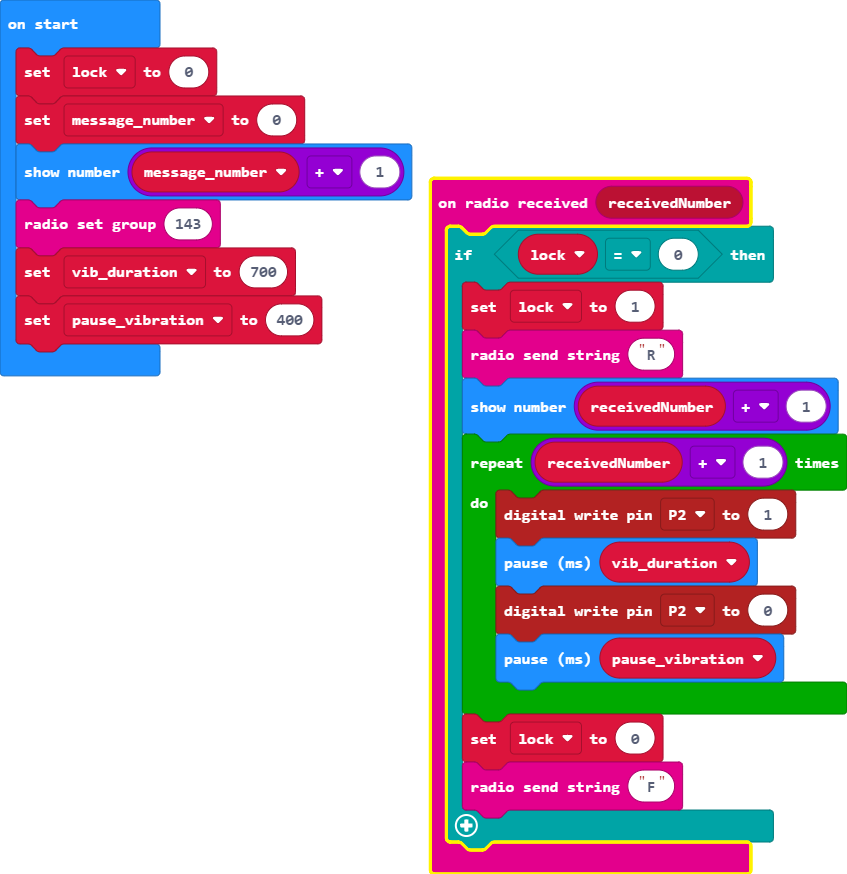 on start
set lock to 0
set message_number to 0
show number message_number + 1
radio set group 143
set vib_duration to 700
set pause_vibration to 400
on radio received receivedNumber
if lock = 0 then
set lock to 1
radio send string "R"
show number receivedNumber + 1
repeat receivedNumber + 1 times
do
digital write pin P2 to 1
pause (ms) vib_duration
digital write pin P2 to 0
pause (ms) pause_vibration
set lock to 0
radio send string "F"